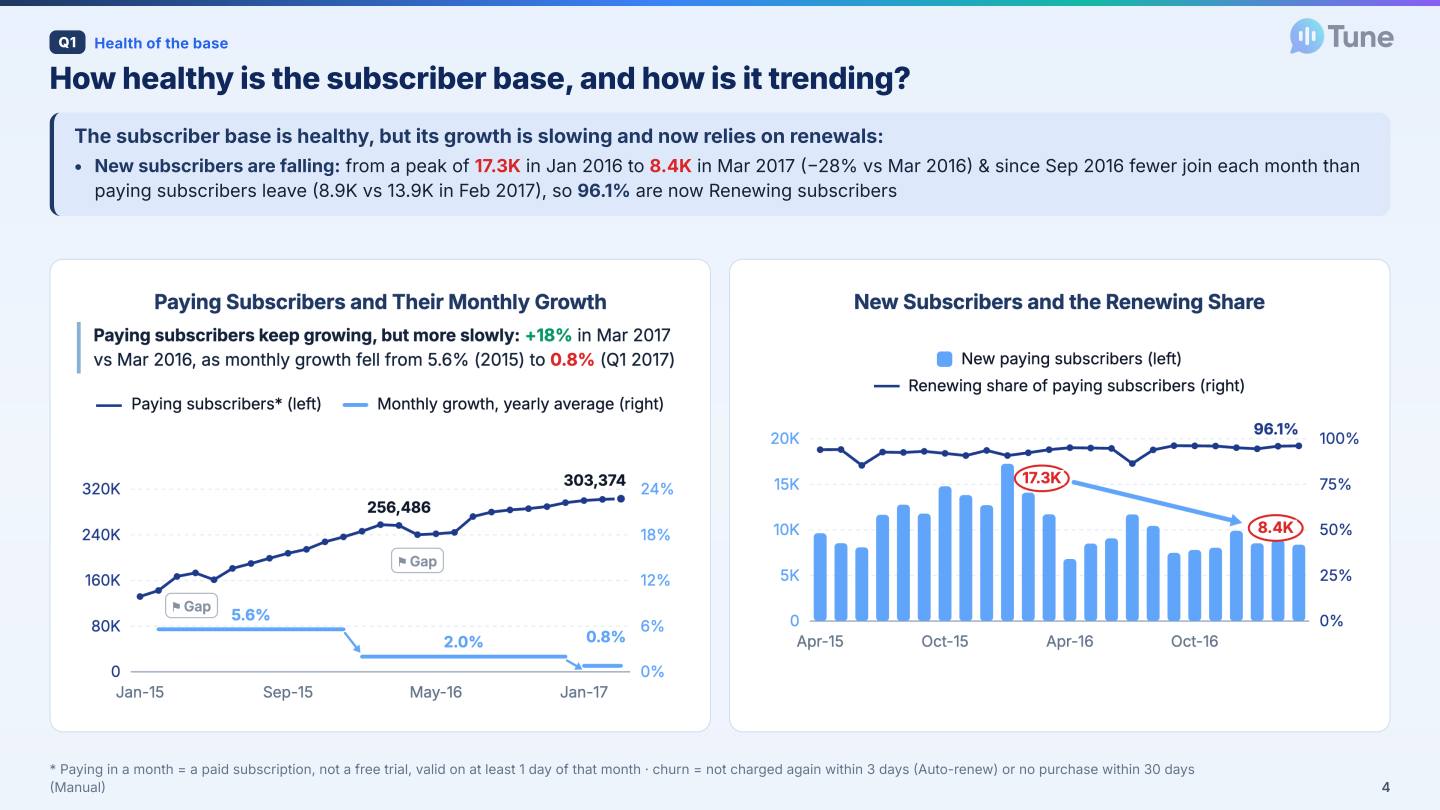 Q1 Health of the base
Tune
How healthy is the subscriber base, and how is it trending?
The subscriber base is healthy, but its growth is slowing and now relies on renewals:
• New subscribers are falling: from a peak of 17.3K in Jan 2016 to 8.4K in Mar 2017 (−28% vs Mar 2016) & since Sep 2016 fewer join each month than
paying subscribers leave (8.9K vs 13.9K in Feb 2017), so 96.1% are now Renewing subscribers
Paying Subscribers and Their Monthly Growth
Paying subscribers keep growing, but more slowly: +18% in Mar 2017
vs Mar 2016, as monthly growth fell from 5.6% (2015) to 0.8% (Q1 2017)
Paying subscribers* (left) Monthly growth, yearly average (right)
303,374
320K 24%
256,486
240K 18%
Gap
160K 12%
Gap
5.6%
80K 6%
2.0% 0.8%
0 0%
Jan-15 Sep-15 May-16 Jan-17
New Subscribers and the Renewing Share
New paying subscribers (left)
Renewing share of paying subscribers (right)
96.1%
20K 100%
17.3K
15K 75%
8.4K
10K 50%
5K 25%
0 0%
Apr-15 Oct-15 Apr-16 Oct-16
* Paying in a month = a paid subscription, not a free trial, valid on at least 1 day of that month · churn = not charged again within 3 days (Auto-renew) or no purchase within 30 days
(Manual)
4